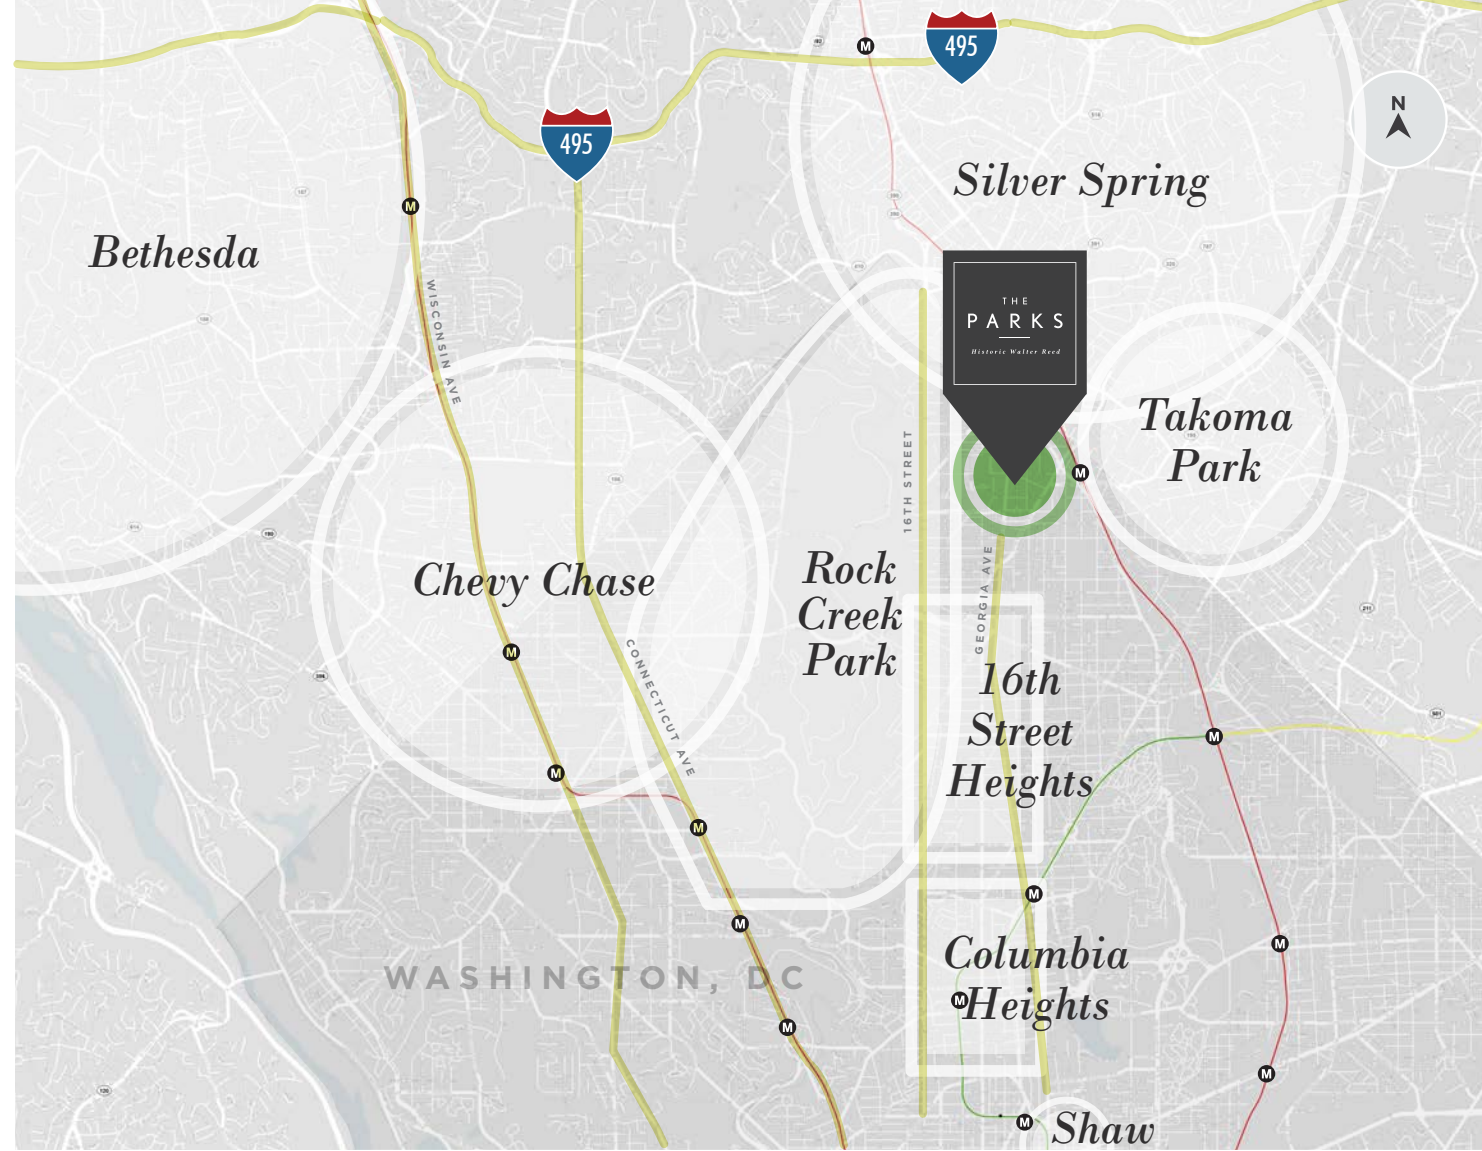 495
M
N
495
Silver Spring
M
Bethesda
WISCONSIN AVE
THE
PARKS
Historic Walter Reed
Takoma
Park
16TH STREET
M
Chevy Chase
Rock
Creek
Park
GEORGIA AVE
M
CONNECTICUT AVE
16th
Street
Heights
M
M
M
M
M
M
Columbia
Heights
WASHINGTON, DC
M
M
M
M
M
Shaw